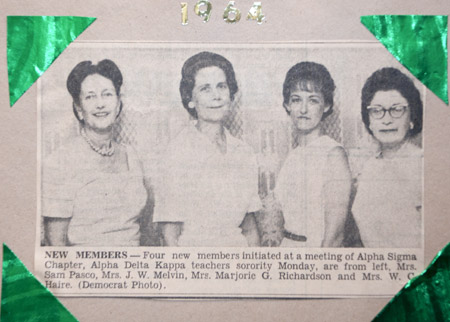 1964
NEW MEMBERS — Four new members initiated at a meeting of Alpha Sigma
Chapter, Alpha Delta Kappa teachers sorority Monday, are from left, Mrs.
Sam Pasco, Mrs. J. W. Melvin, Mrs. Marjorie G. Richardson and Mrs. W. C.
Haire. (Democrat Photo).